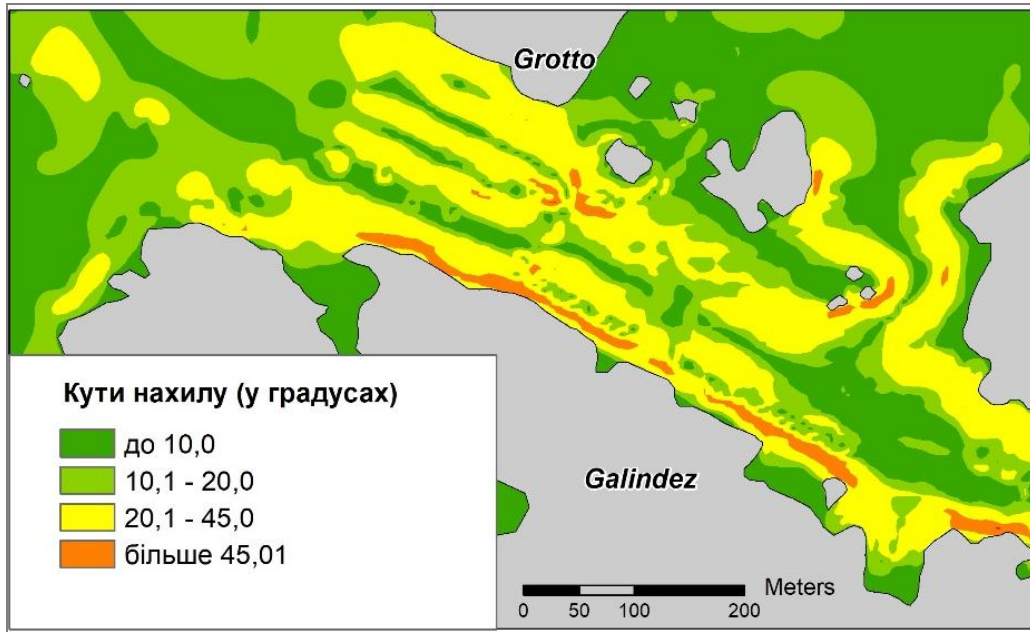 Grotto
Galindez
Кути нахилу (у градусах)
до 10,0
10,1 - 20,0
20,1 - 45,0
більше 45,01
Meters
0 50 100 200